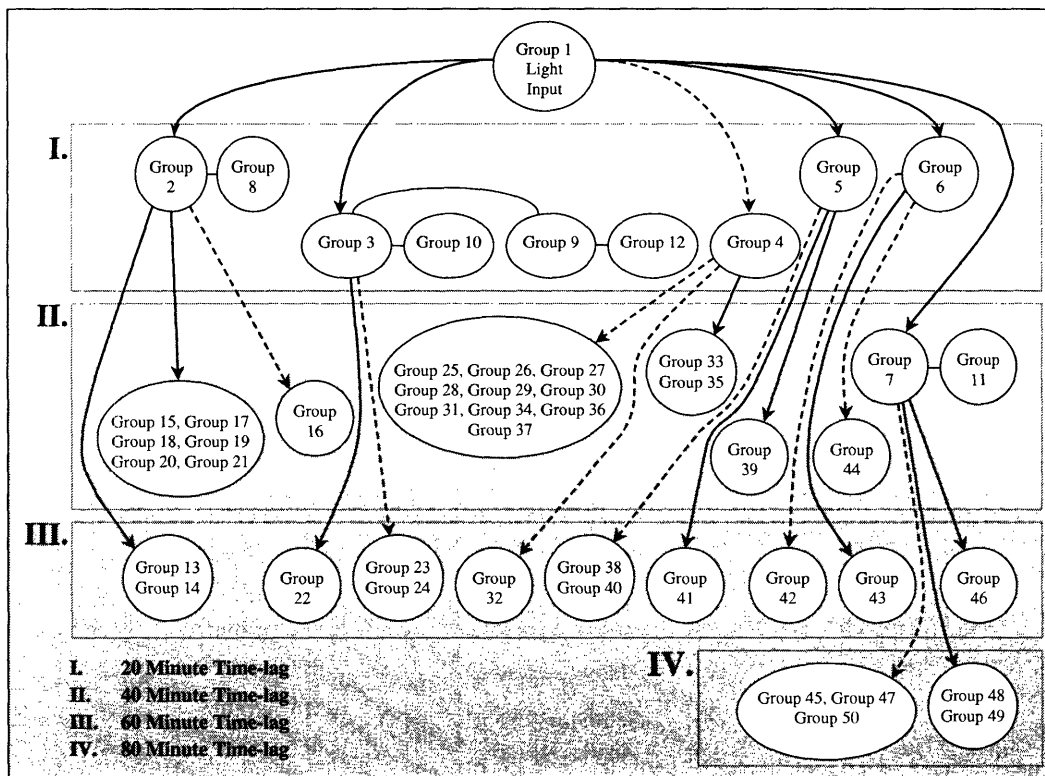 Group 1
Light
Input
I.
Group
2
Group
8
Group 3
Group 10
Group 9
Group 12
Group 4
Group
5
Group
6
II.
Group 15, Group 17
Group 18, Group 19
Group 20, Group 21
Group
16
Group 25, Group 26, Group 27
Group 28, Group 29, Group 30
Group 31, Group 34, Group 36
Group 37
Group 33
Group 35
Group
39
Group
44
Group
7
Group
11
III.
Group 13
Group 14
Group
22
Group 23
Group 24
Group
32
Group 38
Group 40
Group
41
Group
42
Group
43
Group
46
I. 20 Minute Time-lag
II. 40 Minute Time-lag
III. 60 Minute Time-lag
IV. 80 Minute Time-lag
IV.
Group 45, Group 47
Group 50
Group 48
Group 49